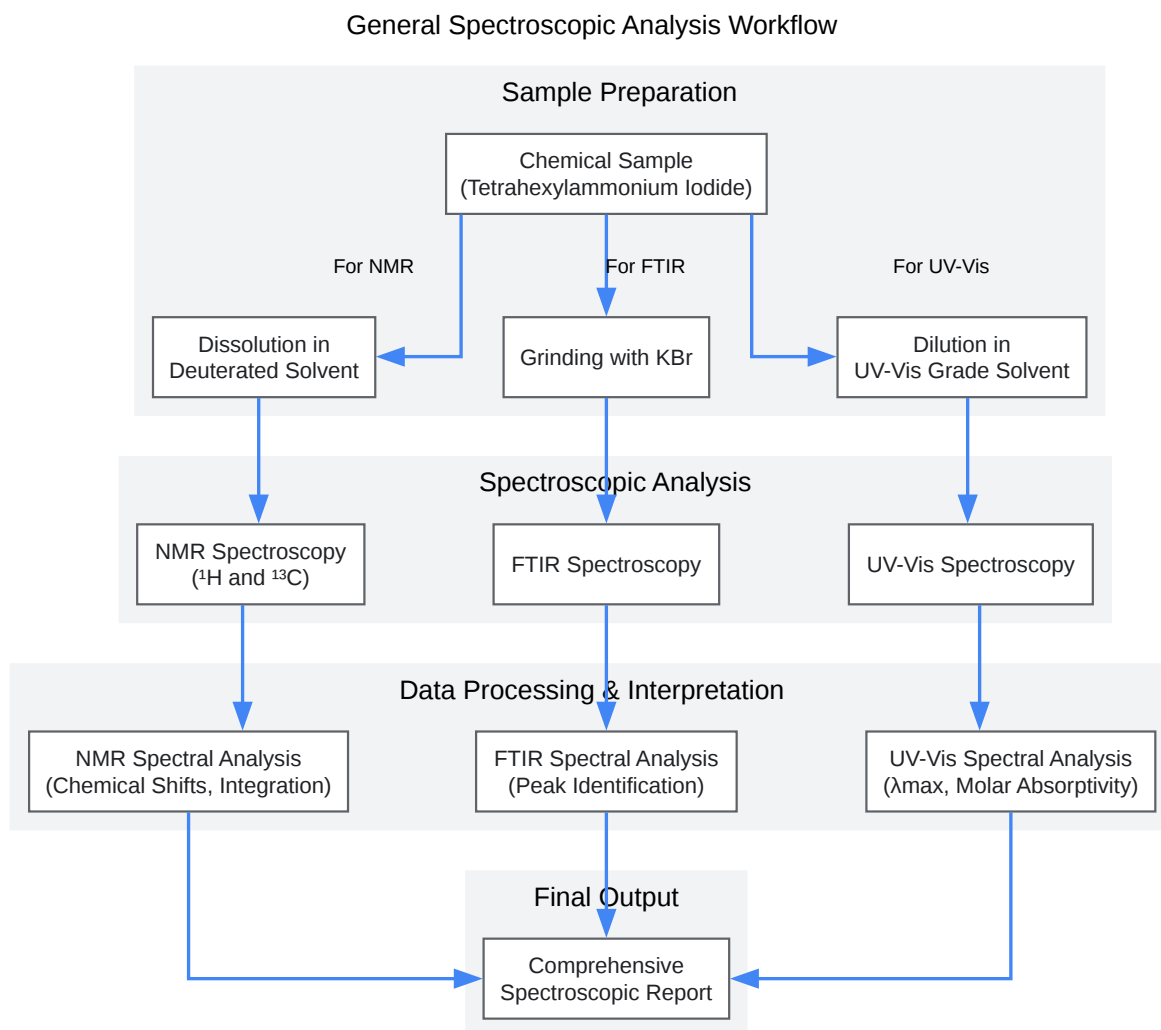 General Spectroscopic Analysis Workflow
Sample Preparation
Chemical Sample
(Tetrahexylammonium Iodide)
For NMR
For FTIR
For UV-Vis
Dissolution in
Deuterated Solvent
Grinding with KBr
Dilution in
UV-Vis Grade Solvent
Spectroscopic Analysis
NMR Spectroscopy
(¹H and ¹³C)
FTIR Spectroscopy
UV-Vis Spectroscopy
Data Processing & Interpretation
NMR Spectral Analysis
(Chemical Shifts, Integration)
FTIR Spectral Analysis
(Peak Identification)
UV-Vis Spectral Analysis
(λmax, Molar Absorptivity)
Final Output
Comprehensive
Spectroscopic Report